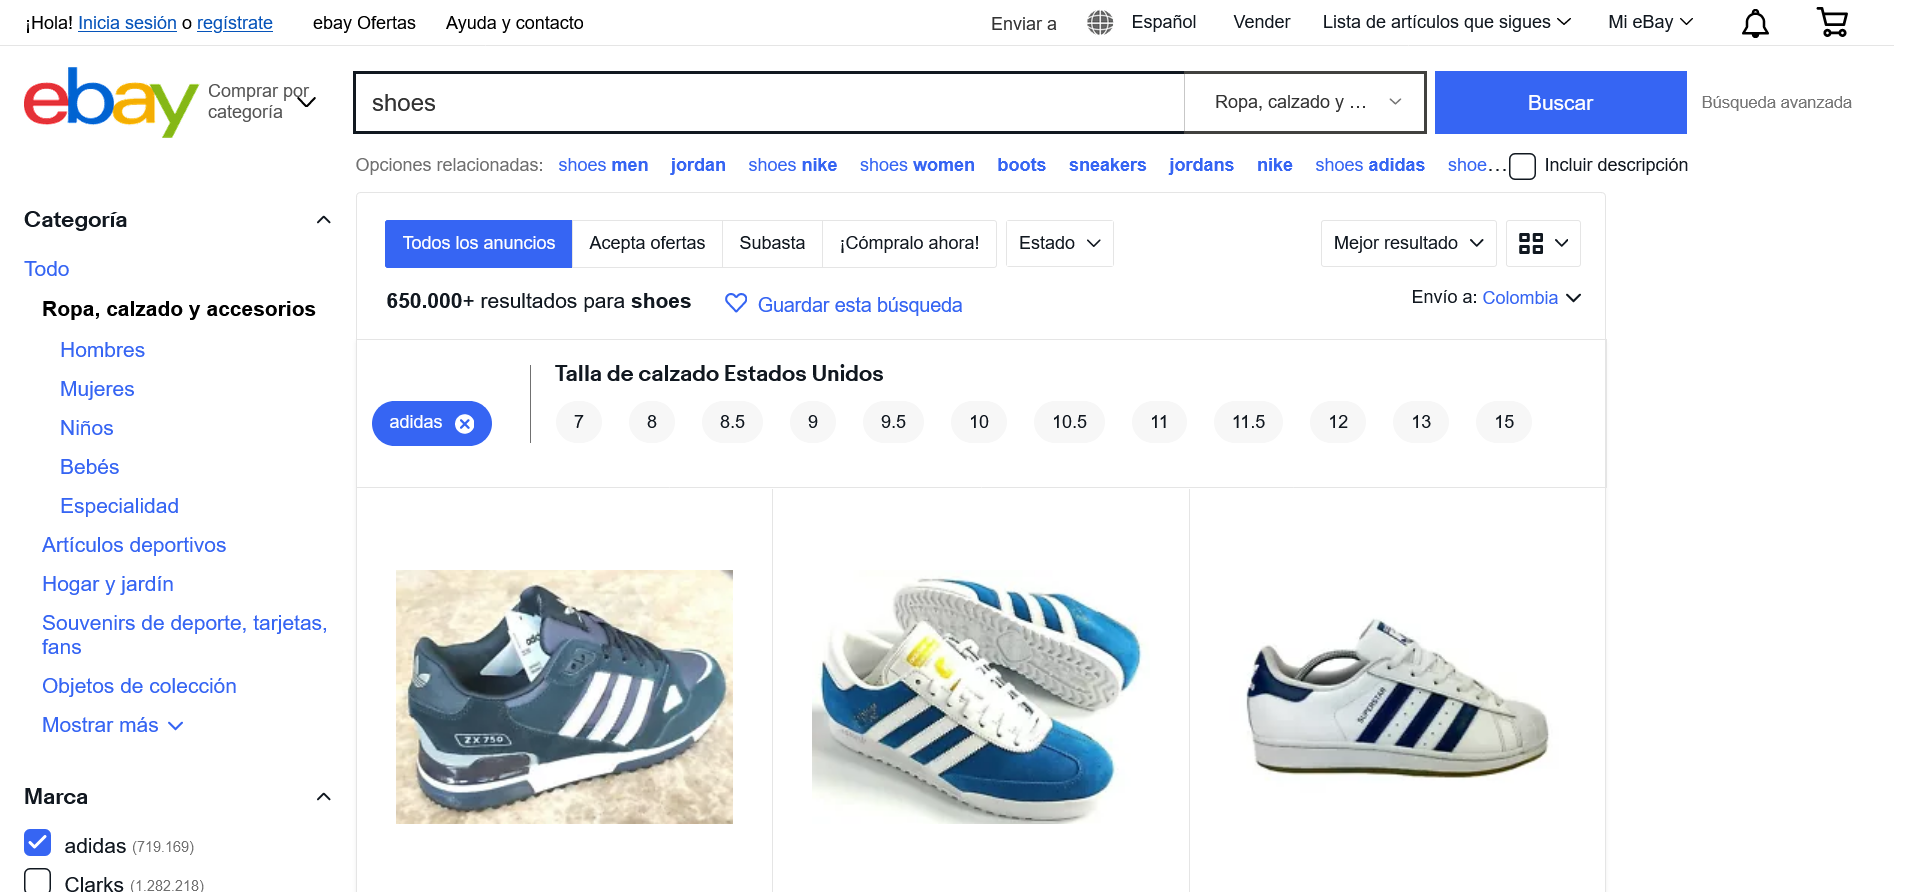 ¡Hola! Inicia sesión o regístrate ebay Ofertas Ayuda y contacto Enviar a Español Vender Lista de artículos que sigues Mi eBay
ebay
Comprar por
categoría
shoes Ropa, calzado y ... Buscar Búsqueda avanzada
Opciones relacionadas: shoes men jordan shoes nike shoes women boots sneakers jordans nike shoes adidas shoe... Incluir descripción
Categoría
Todo
Ropa, calzado y accesorios
Hombres
Mujeres
Niños
Bebés
Especialidad
Artículos deportivos
Hogar y jardín
Souvenirs de deporte, tarjetas,
fans
Objetos de colección
Mostrar más
Marca
adidas (719.169)
Clarks (1.282.218)
Todos los anuncios Acepta ofertas Subasta ¡Cómpralo ahora! Estado Mejor resultado
650.000+ resultados para shoes Guardar esta búsqueda Envío a: Colombia
adidas
Talla de calzado Estados Unidos
7 8 8.5 9 9.5 10 10.5 11 11.5 12 13 15
ZX 750
SUPERSTAR